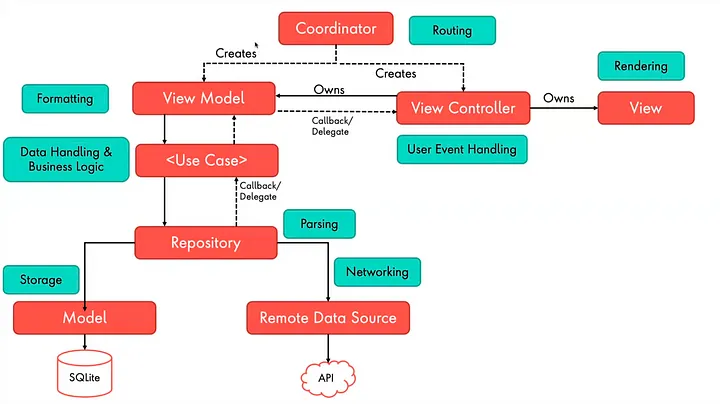 Coordinator
Routing
Creates
Creates
Rendering
Formatting
View Model
Owns
View Controller
Owns
View
Callback/
Delegate
Data Handling &
Business Logic
<Use Case>
User Event Handling
Callback/
Delegate
Parsing
Repository
Networking
Storage
Model
Remote Data Source
SQLite
API